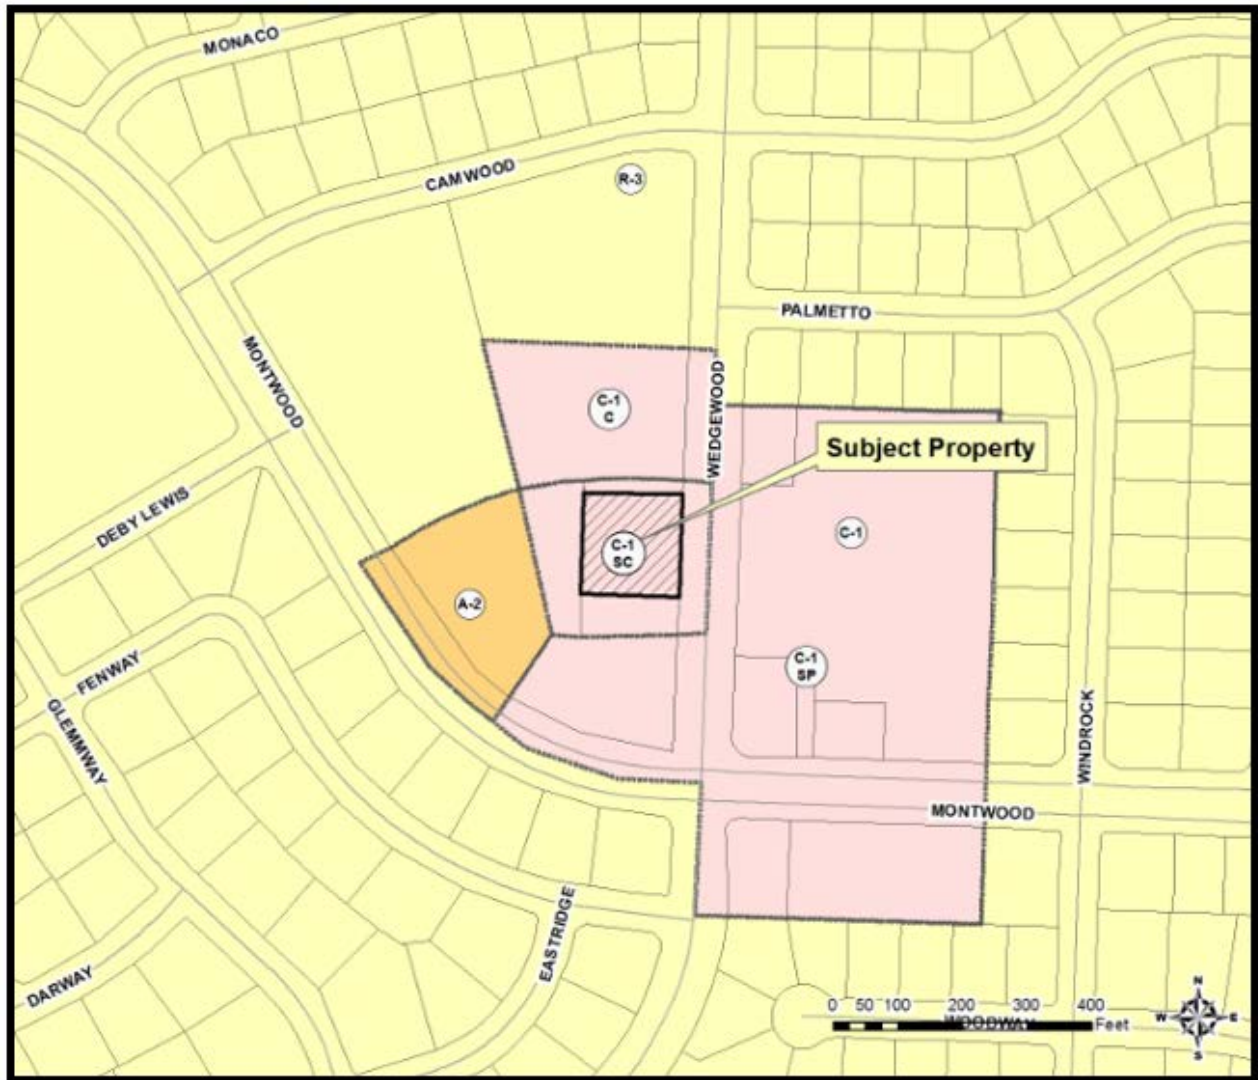 MONACO
CAMWOOD
R-3
PALMETTO
MONTWOOD
C-1
C
WEDGEWOOD
Subject Property
DEBY LEWIS
C-1
SC
C-1
A-2
FENWAY
C-1
SP
GLEMMWAY
WINDROCK
MONTWOOD
EASTRIDGE
DARWAY
0 50 100 200 300 400
Feet
WOODWAY
N
W E
S